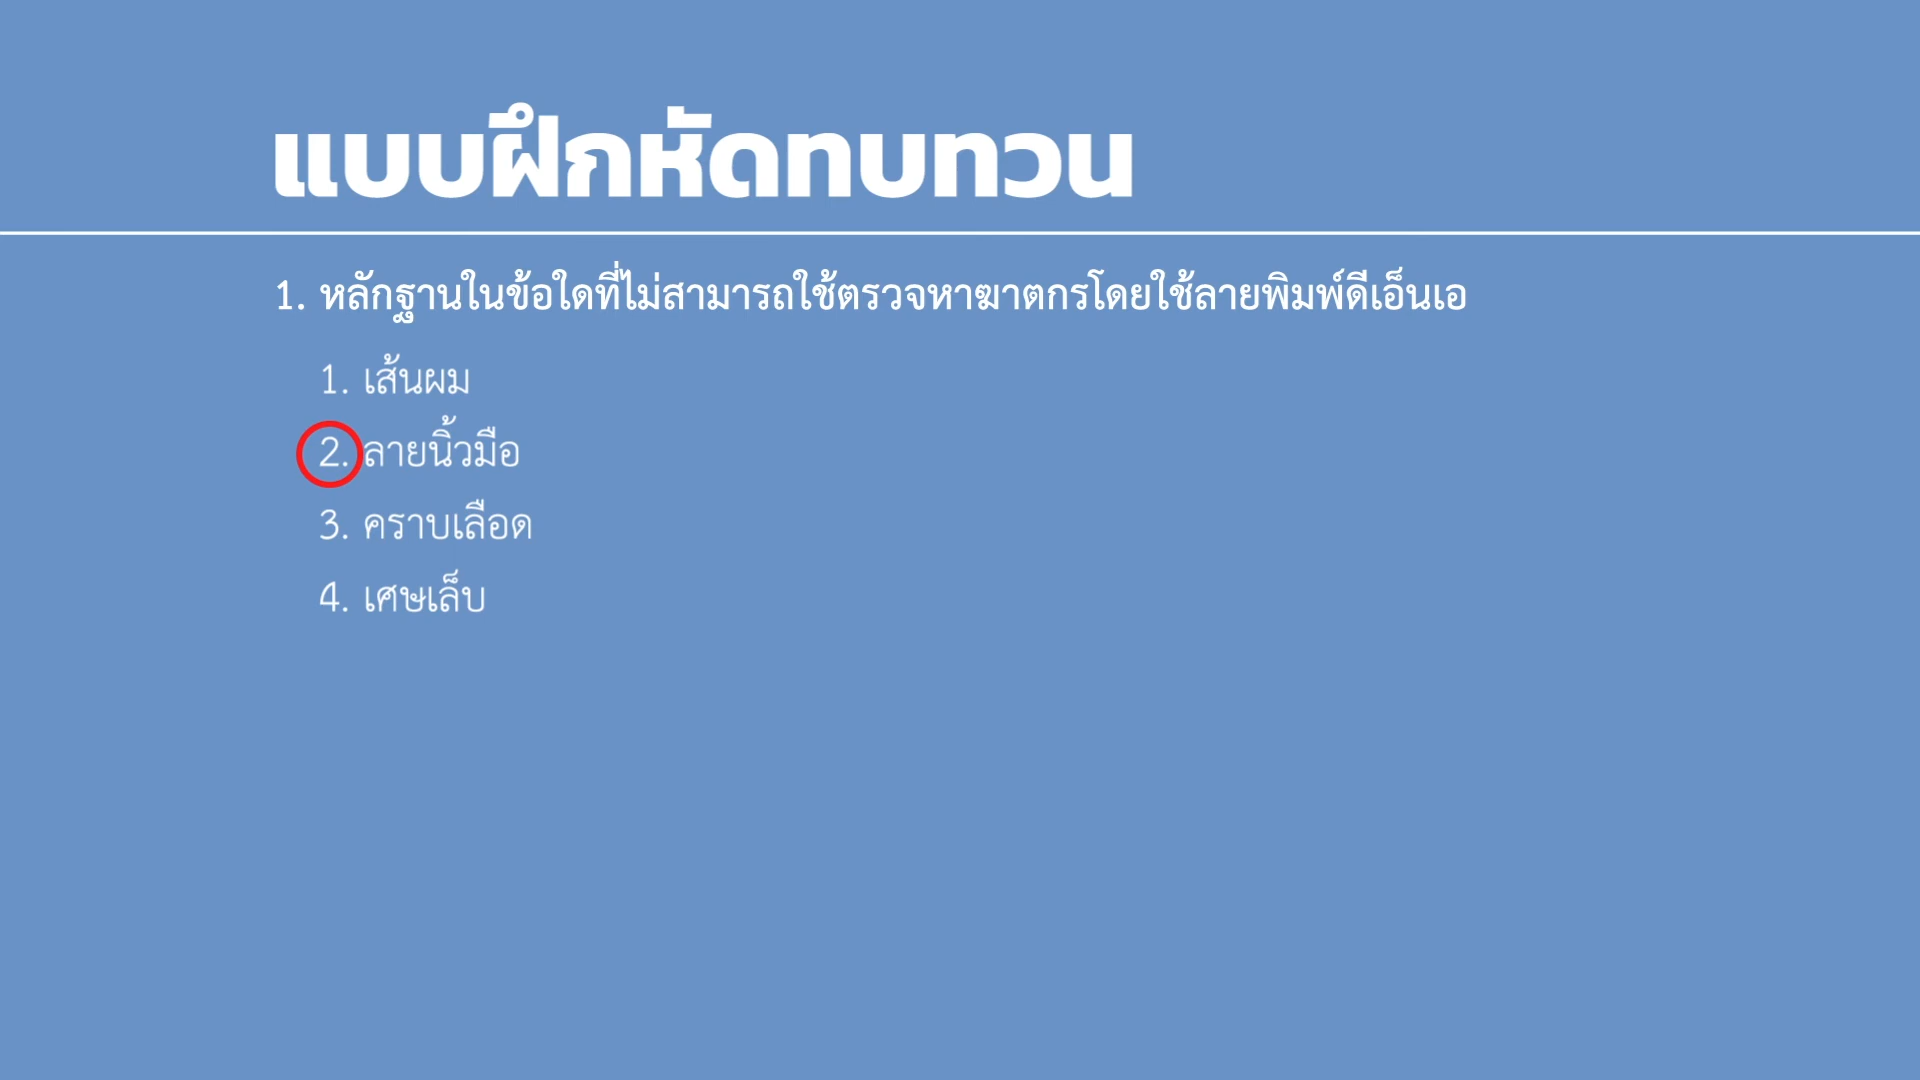 แบบฝึกหัดทบทวน
1. หลักฐานในข้อใดที่ไม่สามารถใช้ตรวจหาฆาตกรโดยใช้ลายพิมพ์ดีเอ็นเอ
1. เส้นผม
2. ลายนิ้วมือ
3. คราบเลือด
4. เศษเล็บ